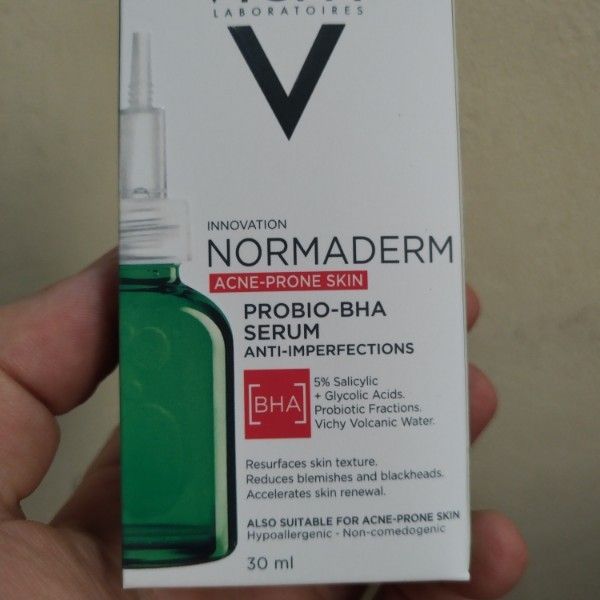 LABORATOIRES
V
INNOVATION
NORMADERM
ACNE-PRONE SKIN
PROBIO-BHA
SERUM
ANTI-IMPERFECTIONS
[BHA]
5% Salicylic
+ Glycolic Acids.
Probiotic Fractions.
Vichy Volcanic Water.
Resurfaces skin texture.
Reduces blemishes and blackheads.
Accelerates skin renewal.
ALSO SUITABLE FOR ACNE-PRONE SKIN
Hypoallergenic - Non-comedogenic
30 ml